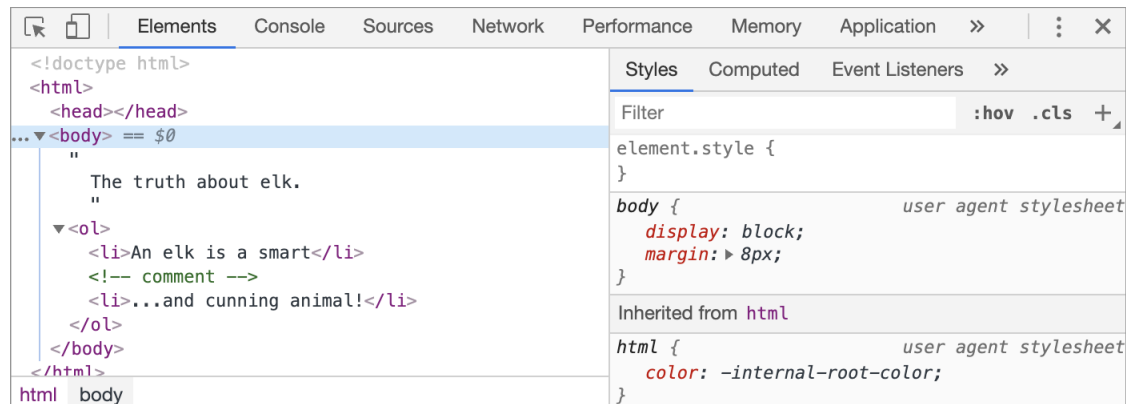 Elements Console Sources Network Performance Memory Application »
<!doctype html>
<html>
<head></head>
...▼<body> == $0
"
The truth about elk.
"
▼<ol>
<li>An elk is a smart</li>
<!-- comment -->
<li>...and cunning animal!</li>
</ol>
</body>
</html>
html body
Styles Computed Event Listeners »
Filter :hov .cls +
element.style {
}
body { user agent stylesheet
display: block;
margin:▶8px;
}
Inherited from html
html { user agent stylesheet
color: -internal-root-color;
}